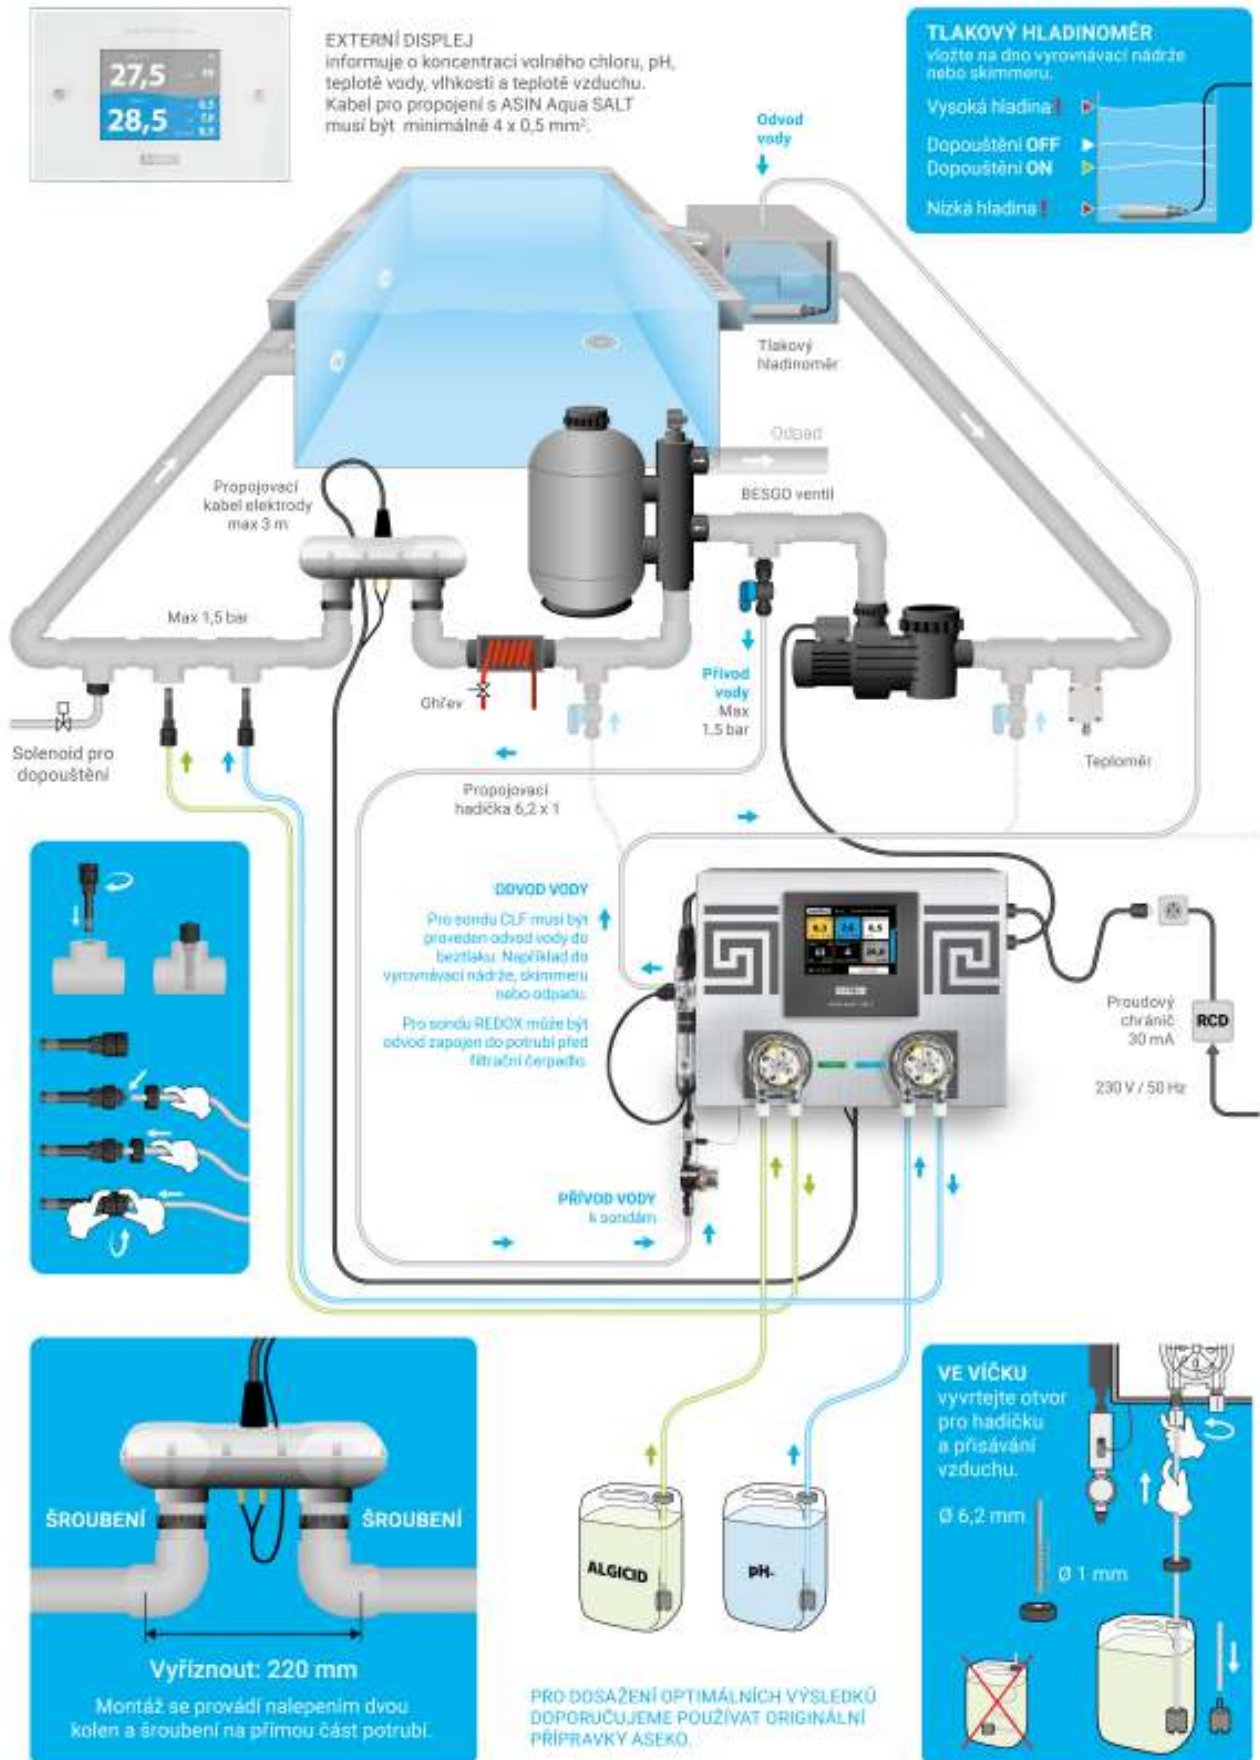 27,5
28,5
EXTERNÍ DISPLEJ
informuje o koncentraci volného chloru, pH,
teplotě vody, vlhkosti a teplotě vzduchu.
Kabel pro propojení s ASIN Aqua SALT
musí být minimálně 4 x 0,5 mm².
TLAKOVÝ HLADINOMĚR
vložte na dno vyrovnávací nádrže
nebo skimmeru.
Vysoká hladina!
Dopouštění OFF
Dopouštění ON
Nízká hladina!
Odvod
vody
Tlakový
hladinoměr
Odpad
BESGO ventil
Propojovací
kabel elektrody
max 3 m
Max 1,5 bar
Ohřev
Přívod
vody
Max
1.5 bar
Solenoid pro
dopouštění
Teploměr
Propojovací
hadička 6,2 x 1
ODVOD VODY
Pro sondu CLF musí být
proveden odvod vody do
beztlaku. Například do
vyrovnávací nádrže, skimmeru
nebo odpadu.
Pro sondu REDOX může být
odvod zapojen do potrubí před
filtrační čerpadlo.
Proudový
chránič
30 mA
RCD
230 V / 50 Hz
PŘÍVOD VODY
k sondám
ŠROUBENÍ
ŠROUBENÍ
Vyříznout: 220 mm
Montáž se provádí nalepením dvou
kolen a šroubení na přímou část potrubí.
ALGICID
pH-
PRO DOSAŽENÍ OPTIMÁLNÍCH VÝSLEDKŮ
DOPORUČUJEME POUŽÍVAT ORIGINÁLNÍ
PŘÍPRAVKY ASEKO.
VE VÍČKU
vyvrtejte otvor
pro hadičku
a přisávání
vzduchu.
Ø 6,2 mm
Ø 1 mm